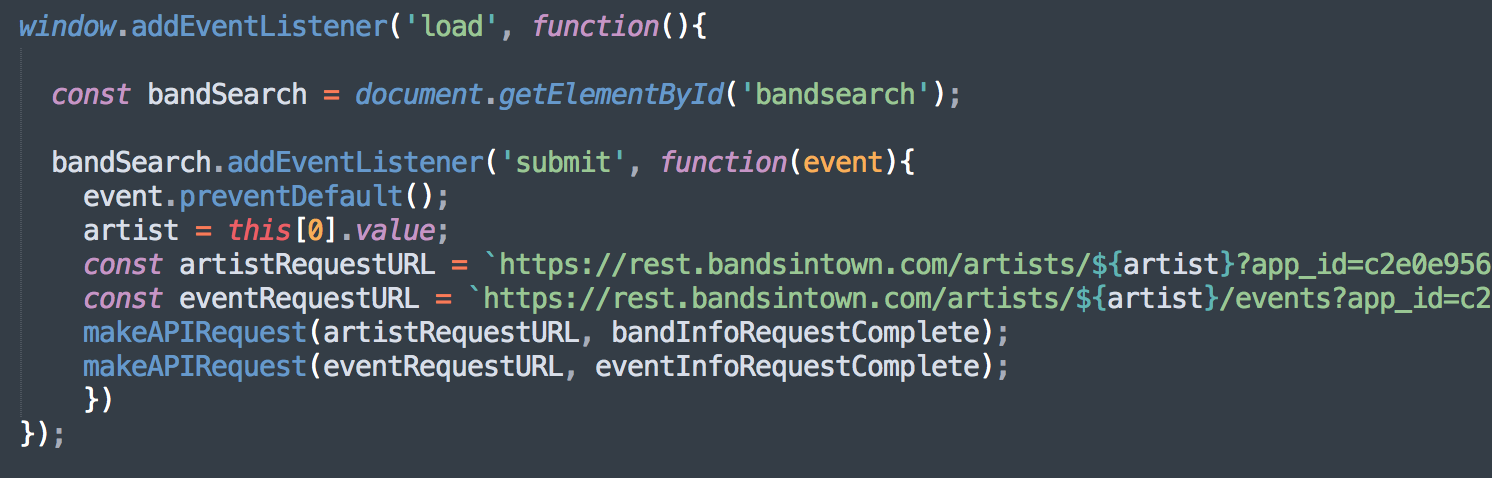 window.addEventListener('load', function(){
const bandSearch = document.getElementById('bandsearch');
bandSearch.addEventListener('submit', function(event){
event.preventDefault();
artist = this[0].value;
const artistRequestURL = `https://rest.bandsintown.com/artists/${artist}?app_id=c2e0e956
const eventRequestURL = `https://rest.bandsintown.com/artists/${artist}/events?app_id=c2
makeAPIRequest(artistRequestURL, bandInfoRequestComplete);
makeAPIRequest(eventRequestURL, eventInfoRequestComplete);
})
});